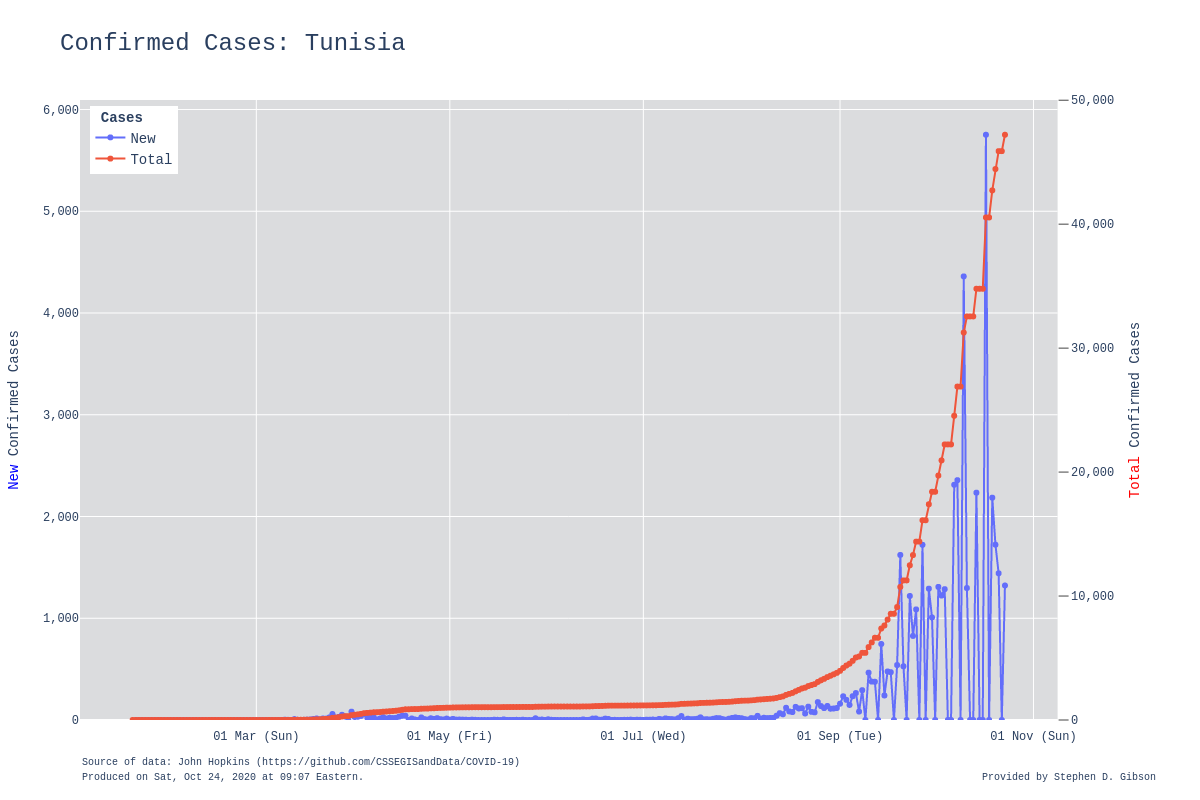 Confirmed Cases: Tunisia
Cases
New
Total
6,000
5,000
4,000
3,000
2,000
1,000
0
50,000
40,000
30,000
20,000
10,000
0
New Confirmed Cases
Total Confirmed Cases
01 Mar (Sun)
01 May (Fri)
01 Jul (Wed)
01 Sep (Tue)
01 Nov (Sun)
Source of data: John Hopkins (https://github.com/CSSEGISandData/COVID-19)
Produced on Sat, Oct 24, 2020 at 09:07 Eastern.
Provided by Stephen D. Gibson